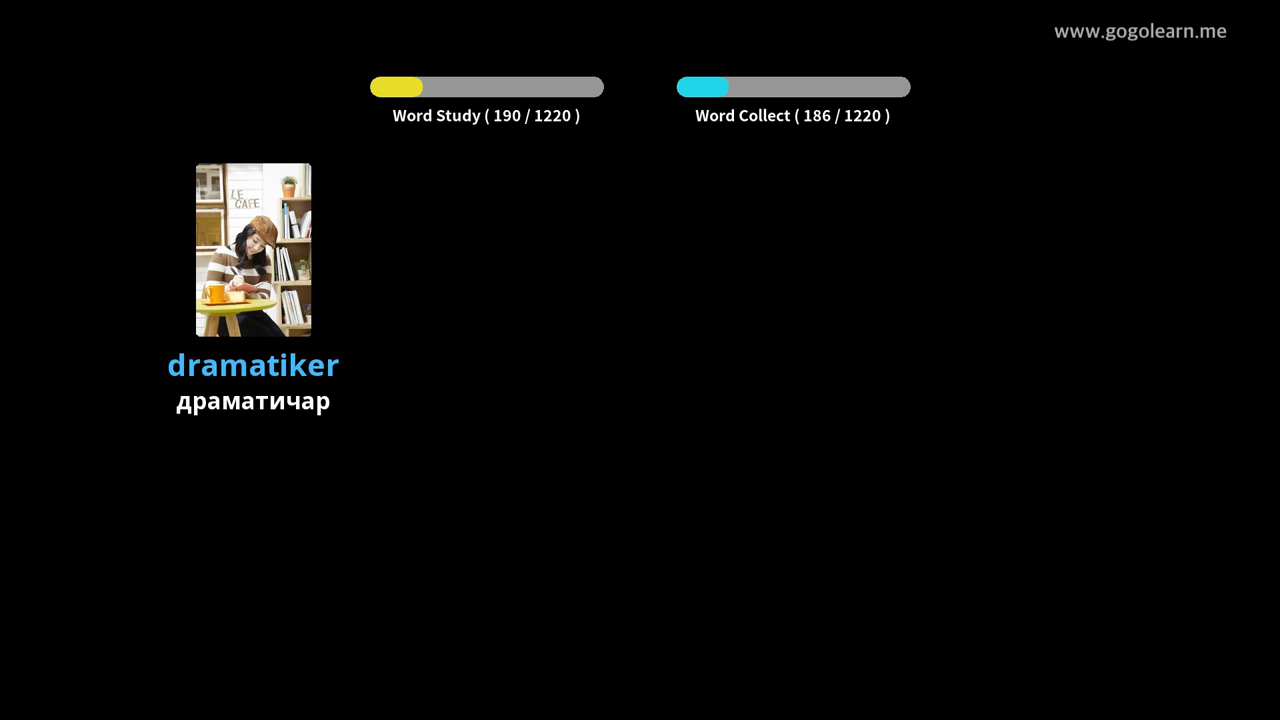 www.gogolearn.me
Word Study ( 190 / 1220 )
Word Collect ( 186 / 1220 )
LE
CAFE
dramatiker
драматичар